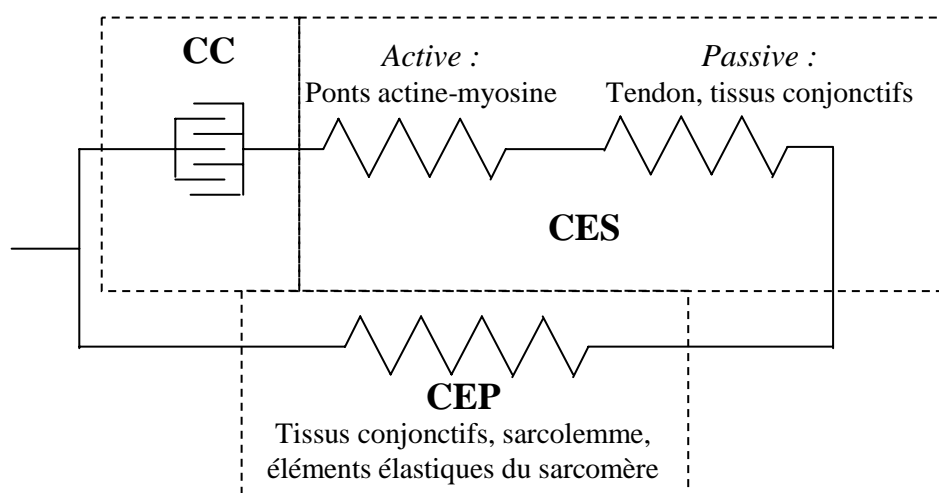 CC
Active :
Ponts actine-myosine
Passive :
Tendon, tissus conjonctifs
CES
CEP
Tissus conjonctifs, sarcolemme,
éléments élastiques du sarcomère